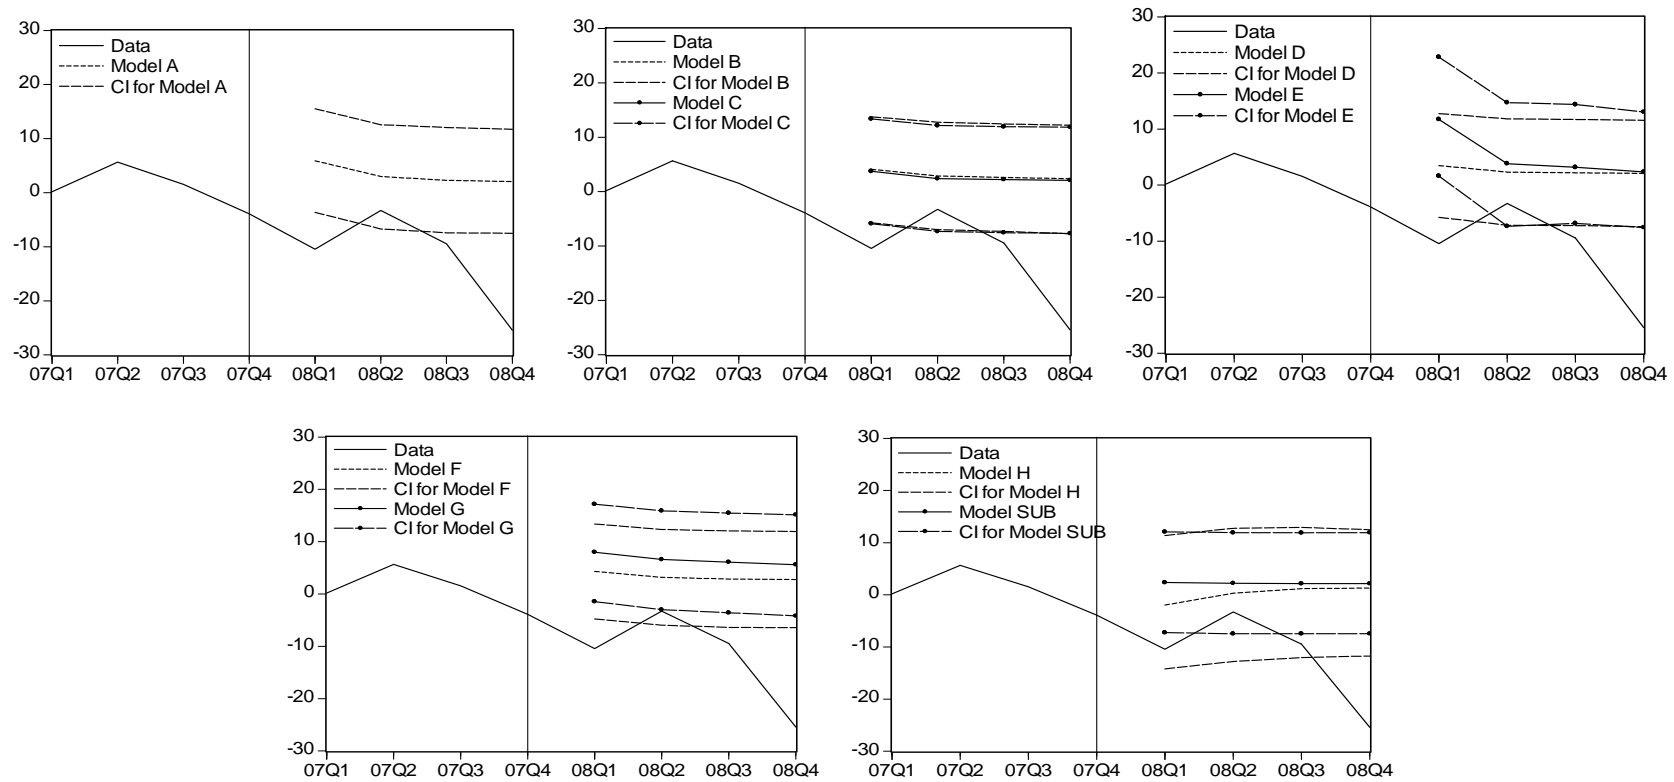 30
20
10
0
-10
-20
-30
Data
Model A
CI for Model A
07Q1 07Q2 07Q3 07Q4 08Q1 08Q2 08Q3 08Q4
30
20
10
0
-10
-20
-30
Data
Model B
CI for Model B
Model C
CI for Model C
07Q1 07Q2 07Q3 07Q4 08Q1 08Q2 08Q3 08Q4
30
20
10
0
-10
-20
-30
Data
Model D
CI for Model D
Model E
CI for Model E
07Q1 07Q2 07Q3 07Q4 08Q1 08Q2 08Q3 08Q4
30
20
10
0
-10
-20
-30
Data
Model F
CI for Model F
Model G
CI for Model G
07Q1 07Q2 07Q3 07Q4 08Q1 08Q2 08Q3 08Q4
30
20
10
0
-10
-20
-30
Data
Model H
CI for Model H
Model SUB
CI for Model SUB
07Q1 07Q2 07Q3 07Q4 08Q1 08Q2 08Q3 08Q4